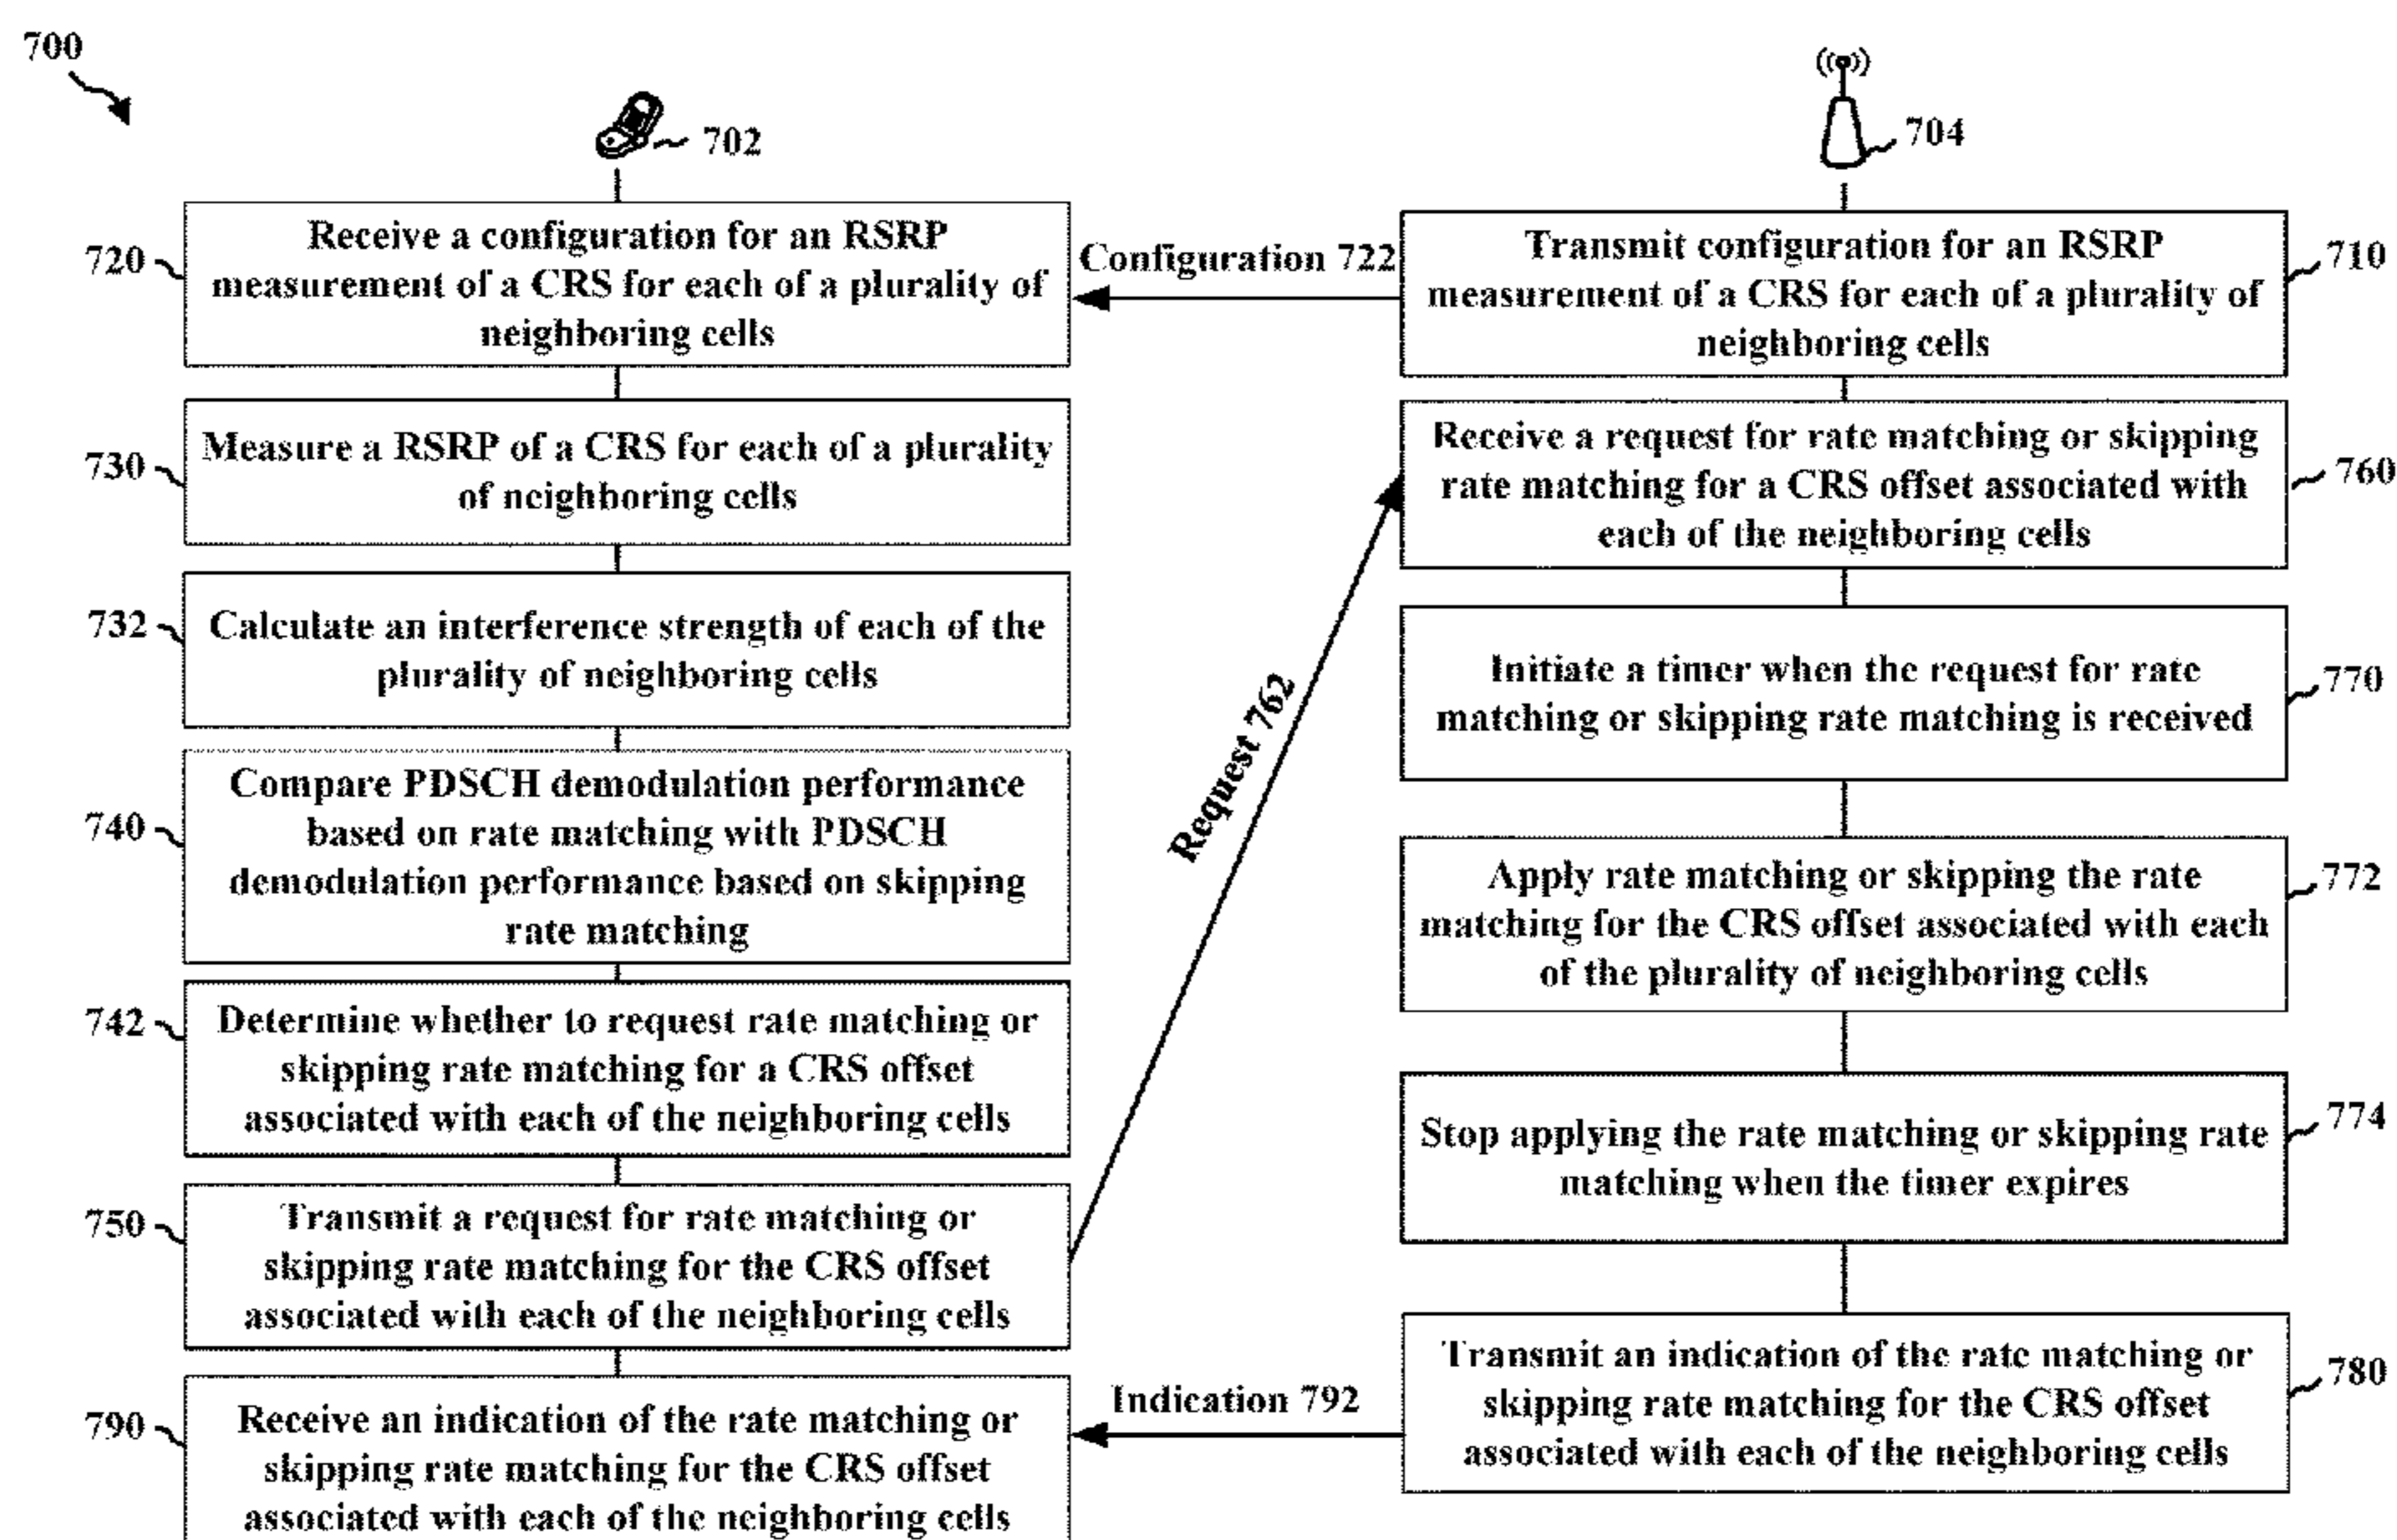 700
702
704
720
Receive a configuration for an RSRP
measurement of a CRS for each of a plurality of
neighboring cells
Configuration 722
Transmit configuration for an RSRP
measurement of a CRS for each of a plurality of
neighboring cells
710
730
Measure a RSRP of a CRS for each of a plurality
of neighboring cells
Receive a request for rate matching or skipping
rate matching for a CRS offset associated with
each of the neighboring cells
760
732
Calculate an interference strength of each of the
plurality of neighboring cells
Request 762
Initiate a timer when the request for rate
matching or skipping rate matching is received
770
740
Compare PDSCH demodulation performance
based on rate matching with PDSCH
demodulation performance based on skipping
rate matching
Apply rate matching or skipping the rate
matching for the CRS offset associated with each
of the plurality of neighboring cells
772
742
Determine whether to request rate matching or
skipping rate matching for a CRS offset
associated with each of the neighboring cells
Stop applying the rate matching or skipping rate
matching when the timer expires
774
750
Transmit a request for rate matching or
skipping rate matching for the CRS offset
associated with each of the neighboring cells
Transmit an indication of the rate matching or
skipping rate matching for the CRS offset
associated with each of the neighboring cells
780
Indication 792
790
Receive an indication of the rate matching or
skipping rate matching for the CRS offset
associated with each of the neighboring cells